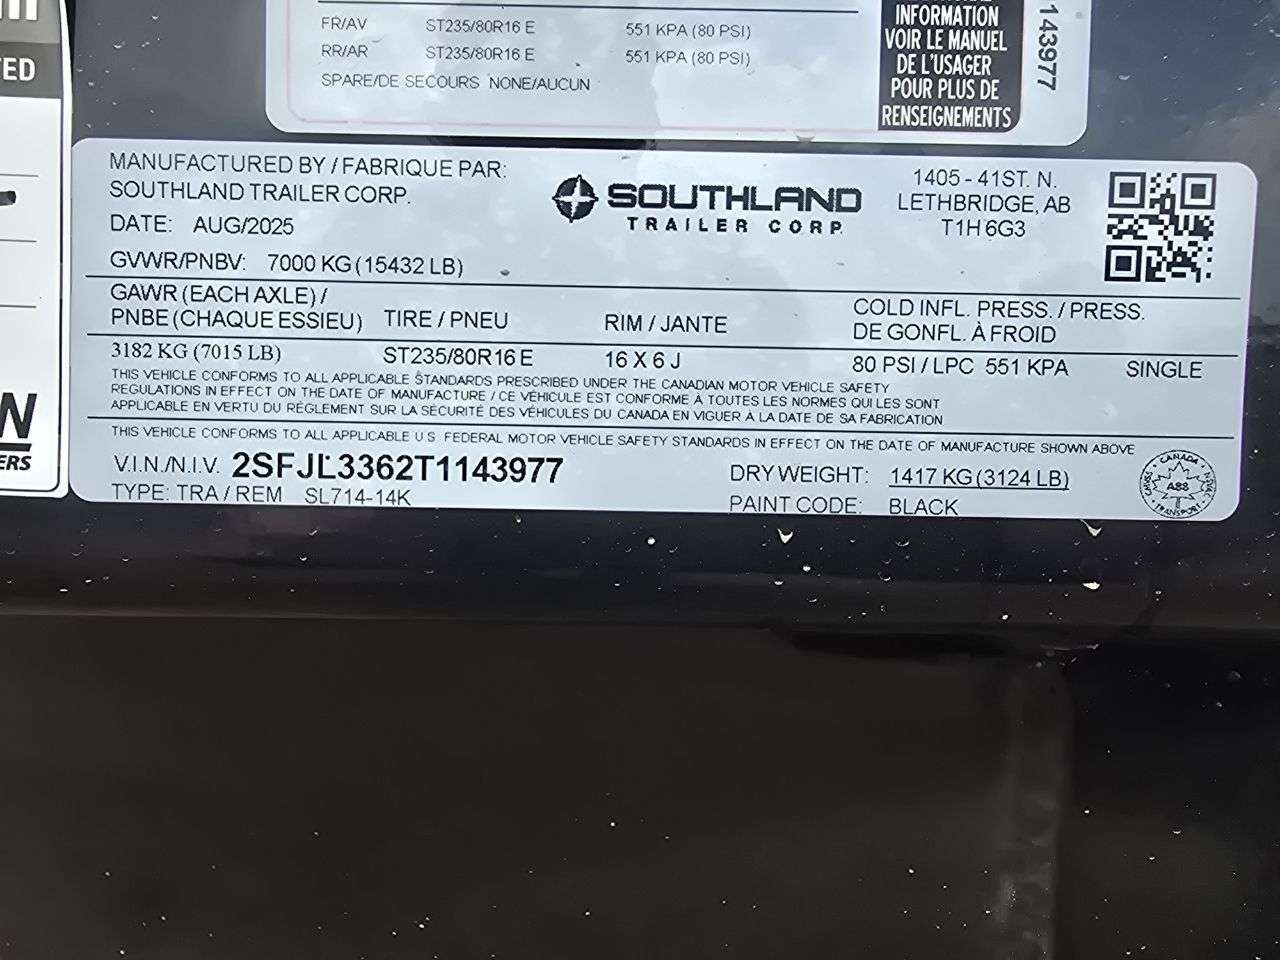 FR/AV ST235/80R16 E 551 KPA (80 PSI)
RR/AR ST235/80R16 E 551 KPA (80 PSI)
SPARE/DE SECOURS NONE/AUCUN
INFORMATION
VOIR LE MANUEL
DE L'USAGER
POUR PLUS DE
RENSEIGNEMENTS
1143977
TED
N
ERS
MANUFACTURED BY / FABRIQUE PAR:
SOUTHLAND TRAILER CORP.
DATE: AUG/2025
SOUTHLAND
TRAILER CORP.
1405 - 41ST. N.
LETHBRIDGE, AB
T1H 6G3
GVWR/PNBV: 7000 KG (15432 LB)
GAWR (EACH AXLE) /
PNBE (CHAQUE ESSIEU) TIRE / PNEU RIM / JANTE COLD INFL. PRESS. / PRESS.
DE GONFL. À FROID
3182 KG (7015 LB) ST235/80R16 E 16 X 6 J 80 PSI / LPC 551 KPA SINGLE
THIS VEHICLE CONFORMS TO ALL APPLICABLE STANDARDS PRESCRIBED UNDER THE CANADIAN MOTOR VEHICLE SAFETY
REGULATIONS IN EFFECT ON THE DATE OF MANUFACTURE / CE VÉHICULE EST CONFORME À TOUTES LES NORMES QUI LES SONT
APPLICABLE EN VERTU DU RÉGLEMENT SUR LA SÉCURITÉ DES VÉHICULES DU CANADA EN VIGUER À LA DATE DE SA FABRICATION
THIS VEHICLE CONFORMS TO ALL APPLICABLE U S FEDERAL MOTOR VEHICLE SAFETY STANDARDS IN EFFECT ON THE DATE OF MANUFACTURE SHOWN ABOVE
V.I.N./N.I.V. 2SFJL3362T1143977
TYPE: TRA / REM SL714-14K
DRY WEIGHT: 1417 KG (3124 LB)
PAINT CODE: BLACK
CANADA
A88
TRANSPORT